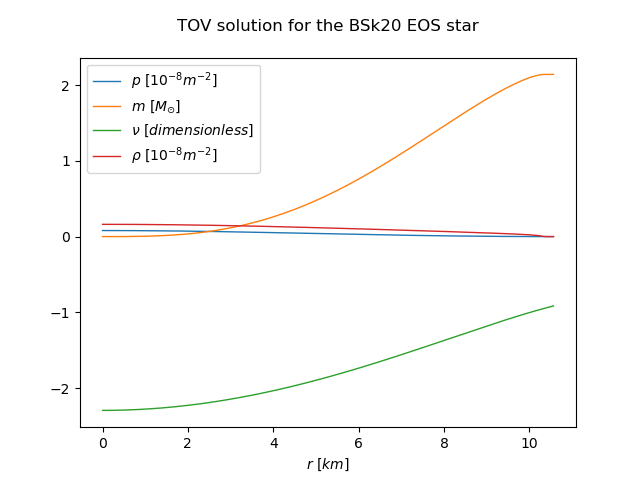 TOV solution for the BSk20 EOS star
p [10⁻⁸m⁻²]
m [M⊙]
ν [dimensionless]
ρ [10⁻⁸m⁻²]
2
1
0
−1
−2
0 2 4 6 8 10
r [km]